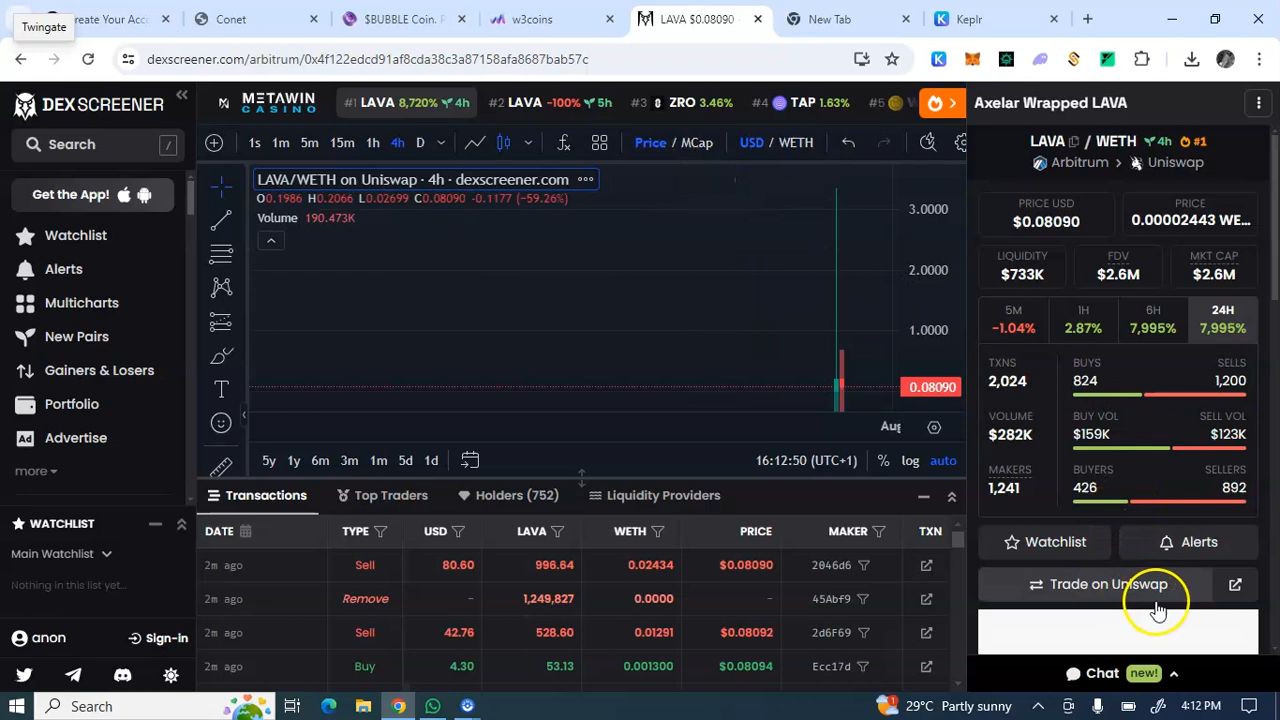 create Your Acc
Conet
$BUBBLE Coin. F
w3coins
LAVA $0.08090
New Tab
Keplr
Twingate
dexscreener.com/arbitrum/0x4f122edcd91af8cda38c3a87158afa8687bab57c
DEX SCREENER
METAWIN CASINO
#1 LAVA 8,720% 4h
#2 LAVA -100% 5h
#3 ZRO 3.46%
#4 TAP 1.63%
#5
Axelar Wrapped LAVA
Search /
Get the App!
Watchlist
Alerts
Multicharts
New Pairs
Gainers & Losers
Portfolio
Ad Advertise
more
WATCHLIST
Main Watchlist
Nothing in this list yet...
anon
Sign-in
1s 1m 5m 15m 1h 4h D
Price / MCap
USD / WETH
LAVA/WETH on Uniswap · 4h · dexscreener.com
O0.1986 H0.2066 L0.02699 C0.08090 -0.1177 (−59.26%)
Volume 190.473K
3.0000
2.0000
1.0000
0.08090
Aug
5y 1y 6m 3m 1m 5d 1d
16:12:50 (UTC+1)
% log auto
Transactions
Top Traders
Holders (752)
Liquidity Providers
DATE TYPE USD LAVA WETH PRICE MAKER TXN
2m ago Sell 80.60 996.64 0.02434 $0.08090 2046d6
2m ago Remove - 1,249,827 0.0000 - 45Abf9
2m ago Sell 42.76 528.60 0.01291 $0.08092 2d6F69
2m ago Buy 4.30 53.13 0.001300 $0.08094 Ecc17d
LAVA / WETH 4h #1
Arbitrum > Uniswap
PRICE USD
$0.08090
PRICE
0.00002443 WE...
LIQUIDITY
$733K
FDV
$2.6M
MKT CAP
$2.6M
5M
-1.04%
1H
2.87%
6H
7,995%
24H
7,995%
TXNS
2,024
BUYS
824
SELLS
1,200
VOLUME
$282K
BUY VOL
$159K
SELL VOL
$123K
MAKERS
1,241
BUYERS
426
SELLERS
892
Watchlist
Alerts
Trade on Uniswap
Chat new!
Search
1
29°C Partly sunny
4:12 PM